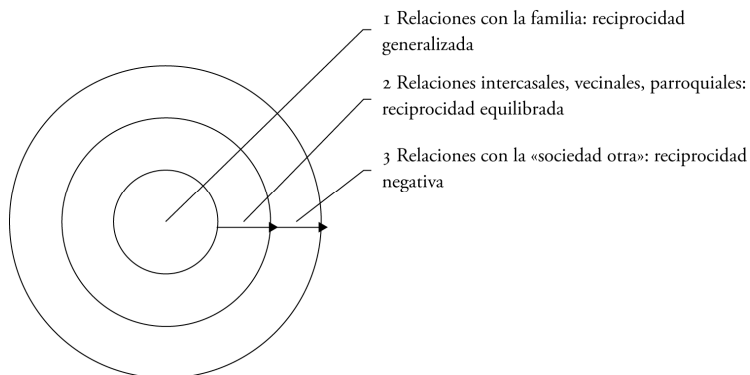 1 Relaciones con la familia: reciprocidad
generalizada
2 Relaciones intercasales, vecinales, parroquiales:
reciprocidad equilibrada
3 Relaciones con la «sociedad otra»: reciprocidad
negativa